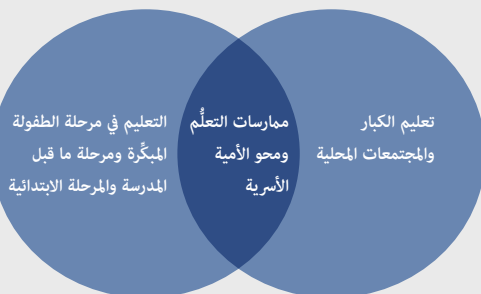 تعليم الكبار
والمجتمعات المحلية
ممارسات التعلُّم
ومحو الأمية
الأسرية
التعليم في مرحلة الطفولة
المبكِّرة ومرحلة ما قبل
المدرسة والمرحلة الابتدائية